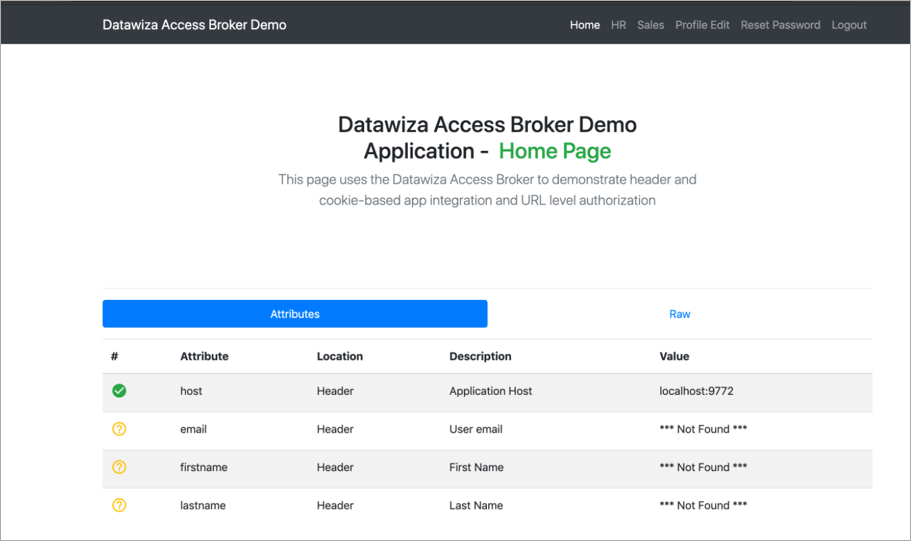 Datawiza Access Broker Demo Home HR Sales Profile Edit Reset Password Logout
Datawiza Access Broker Demo
Application - Home Page
This page uses the Datawiza Access Broker to demonstrate header and
cookie-based app integration and URL level authorization
Attributes Raw
# Attribute Location Description Value
host Header Application Host localhost:9772
email Header User email *** Not Found ***
firstname Header First Name *** Not Found ***
lastname Header Last Name *** Not Found ***